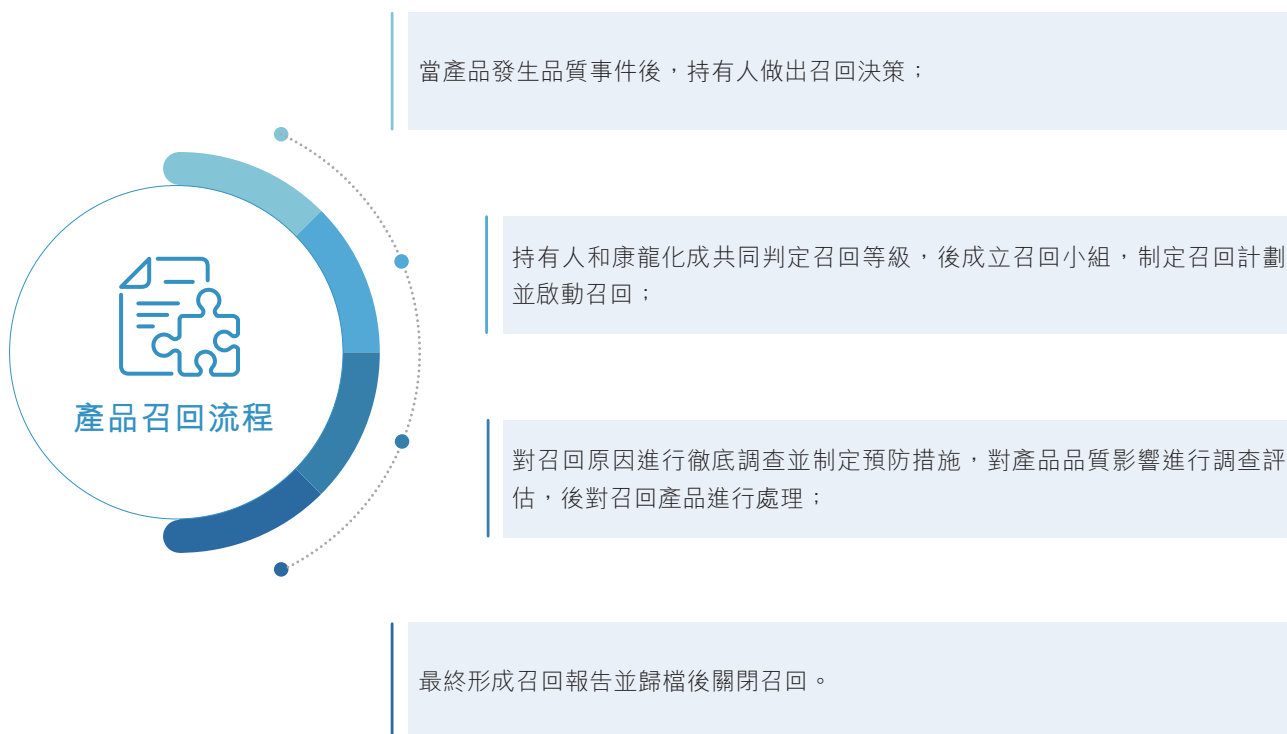 當產品發生品質事件後，持有人做出召回決策；
持有人和康龍化成共同判定召回等級，後成立召回小組，制定召回計劃
並啟動召回；
產品召回流程
對召回原因進行徹底調查並制定預防措施，對產品品質影響進行調查評
估，後對召回產品進行處理；
最終形成召回報告並歸檔後關閉召回。